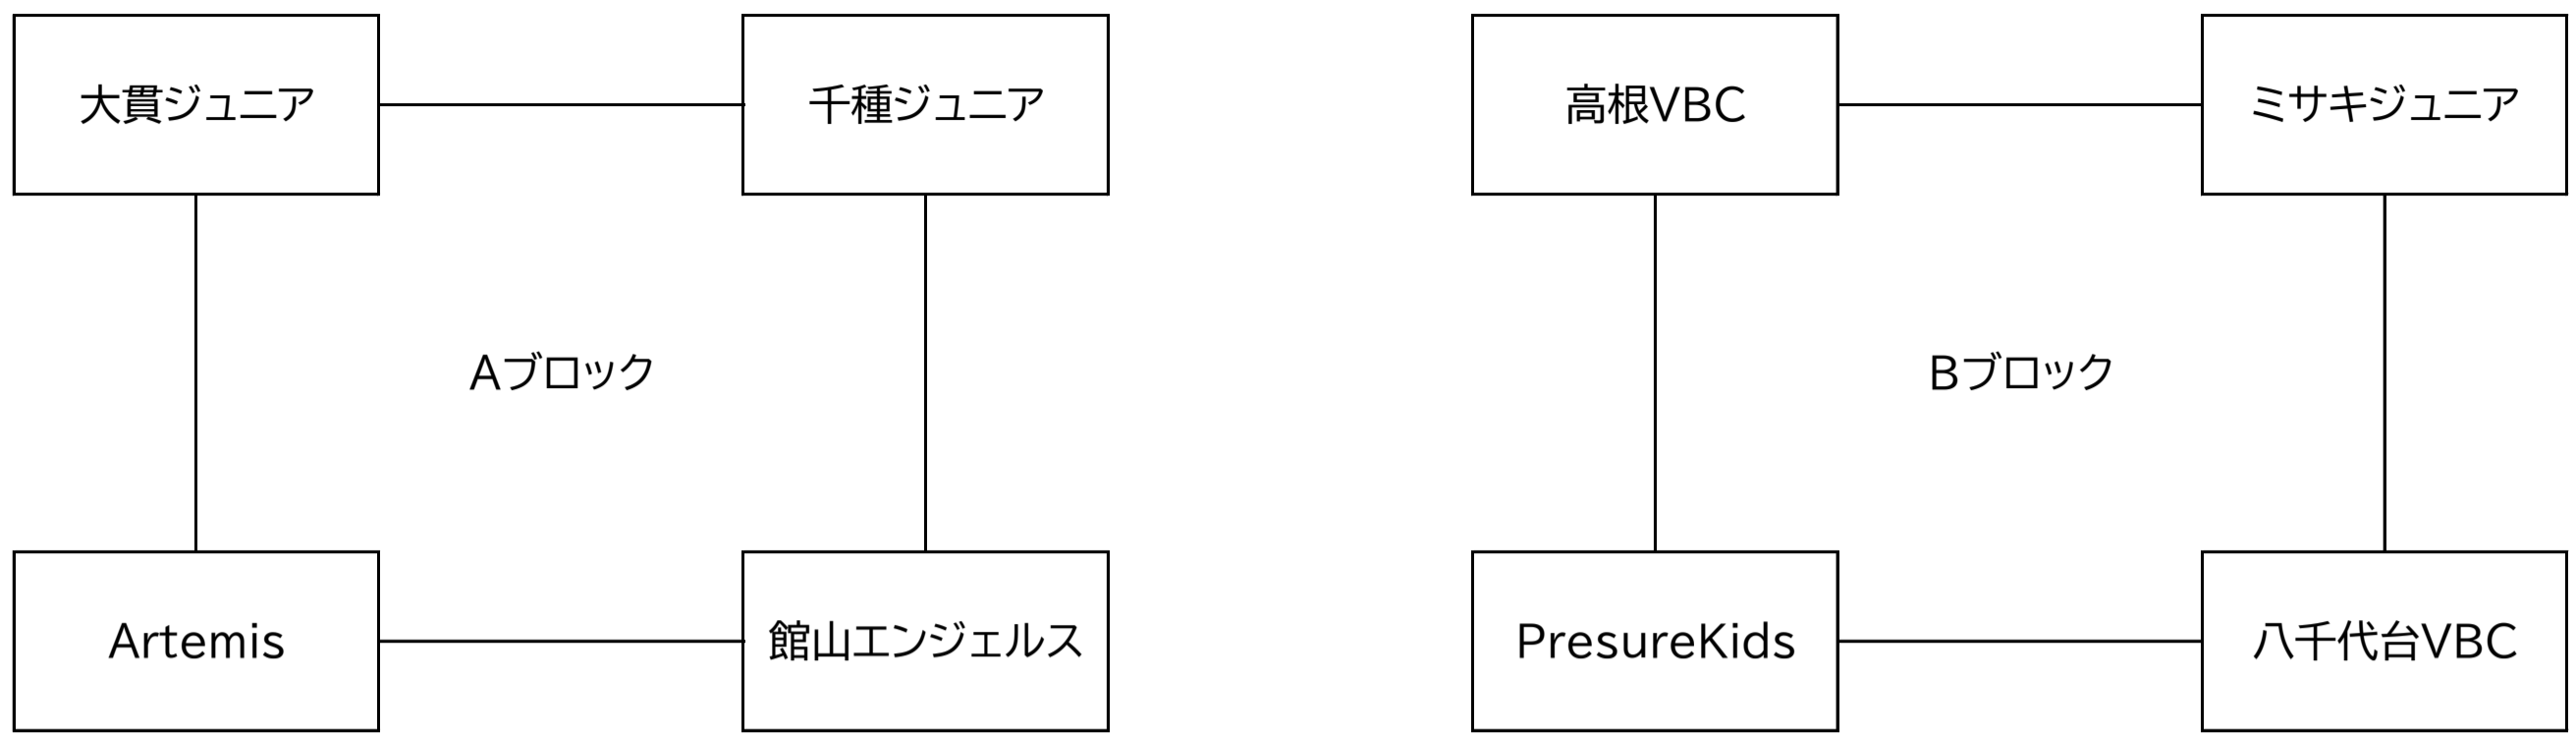 大貫ジュニア
千種ジュニア
高根VBC
ミサキジュニア
Aブロック
Bブロック
Artemis
館山エンジェルス
PresureKids
八千代台VBC